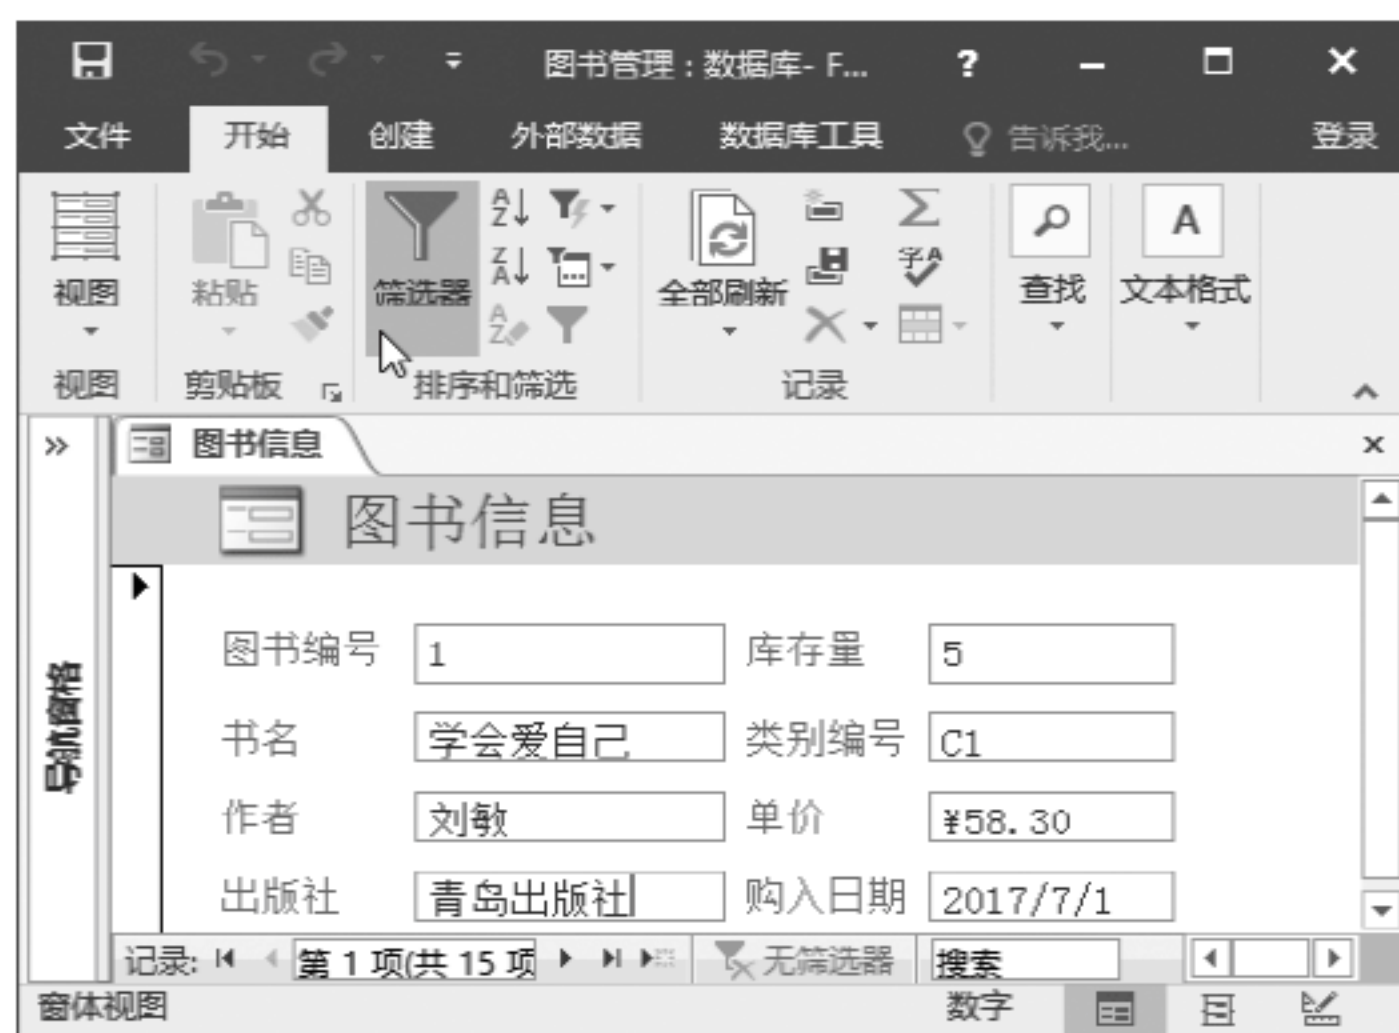 图书管理 : 数据库- F... ?
文件 开始 创建 外部数据 数据库工具 告诉我... 登录
视图 粘贴 筛选器 全部刷新 查找 文本格式
视图 剪贴板 排序和筛选 记录
图书信息
图书信息
图书编号 1 库存量 5
书名 学会爱自己 类别编号 C1
作者 刘敏 单价 ¥58.30
出版社 青岛出版社 购入日期 2017/7/1
导航窗格
记录: 第 1 项(共 15 项 无筛选器 搜索
窗体视图 数字